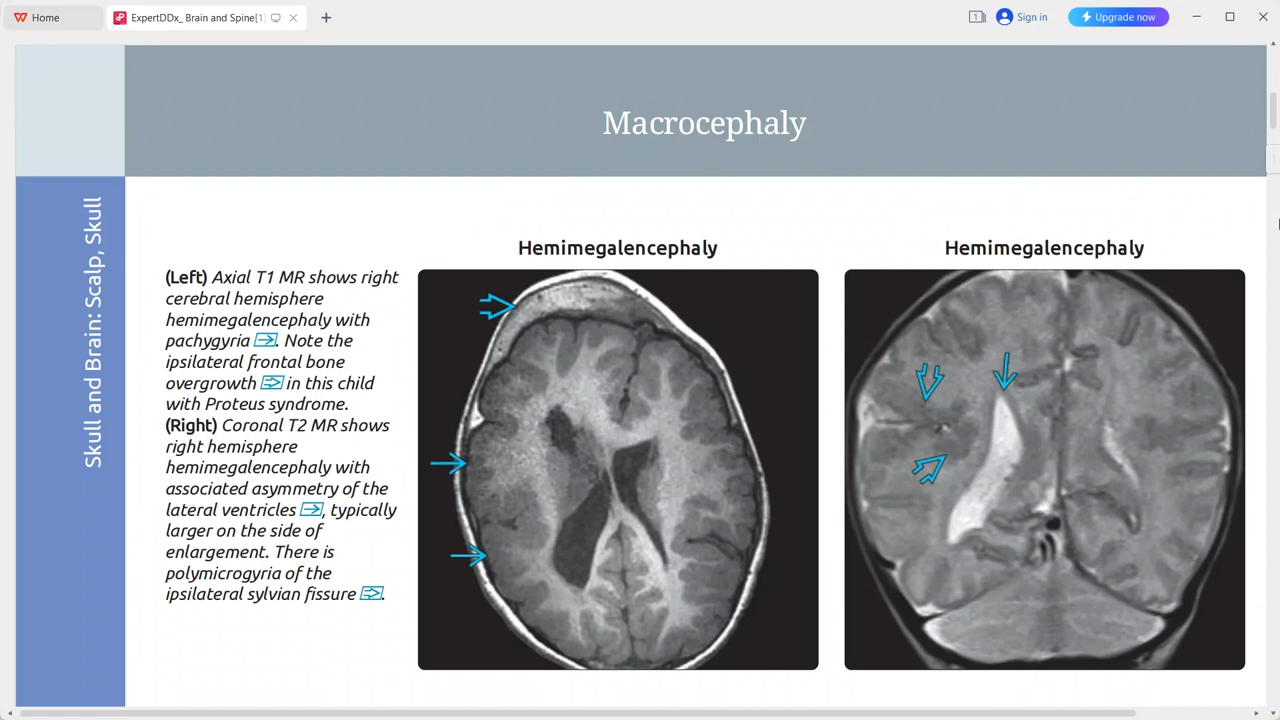 Home
ExpertDDx_ Brain and Spine[1]
1
Sign in
Upgrade now
Macrocephaly
Skull and Brain: Scalp, Skull
Hemimegalencephaly
Hemimegalencephaly
(Left) Axial T1 MR shows right
cerebral hemisphere
hemimegalencephaly with
pachygyria. Note the
ipsilateral frontal bone
overgrowth in this child
with Proteus syndrome.
(Right) Coronal T2 MR shows
right hemisphere
hemimegalencephaly with
associated asymmetry of the
lateral ventricles, typically
larger on the side of
enlargement. There is
polymicrogyria of the
ipsilateral sylvian fissure.